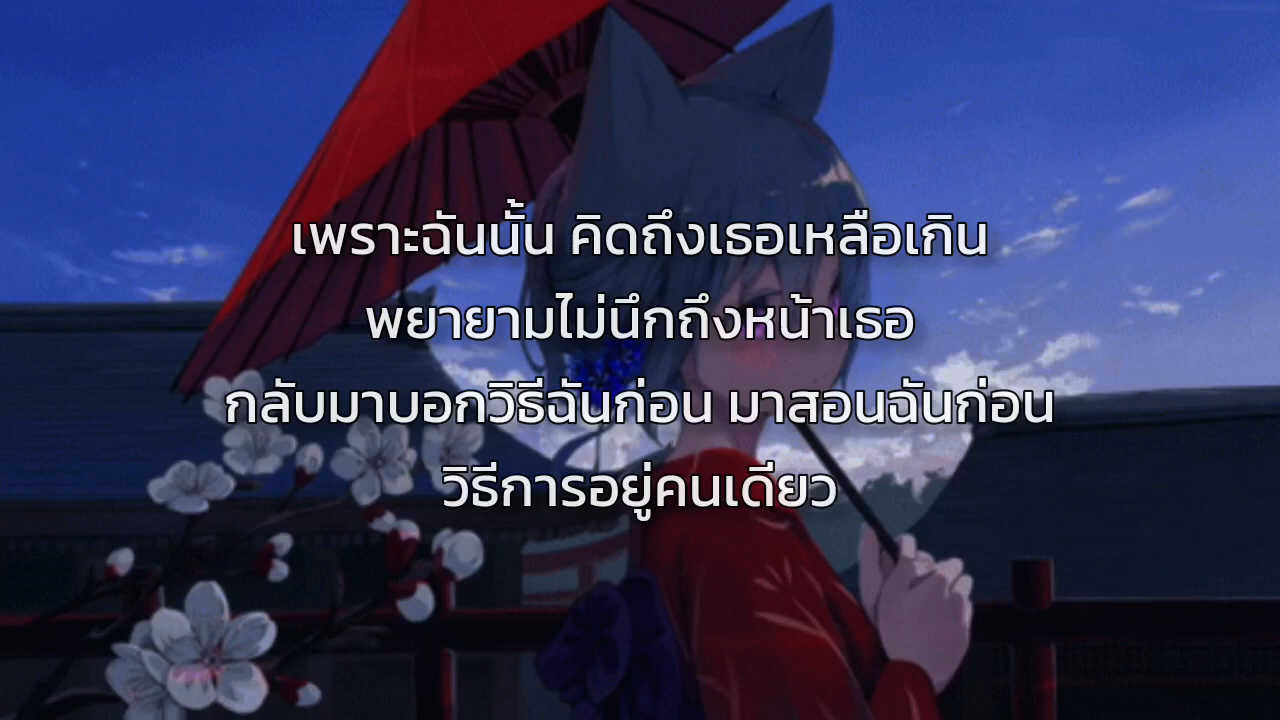 เพราะฉันนั้น คิดถึงเธอเหลือเกิน
พยายามไม่นึกถึงหน้าเธอ
กลับมาบอกวิธีฉันก่อน มาสอนฉันก่อน
วิธีการอยู่คนเดียว